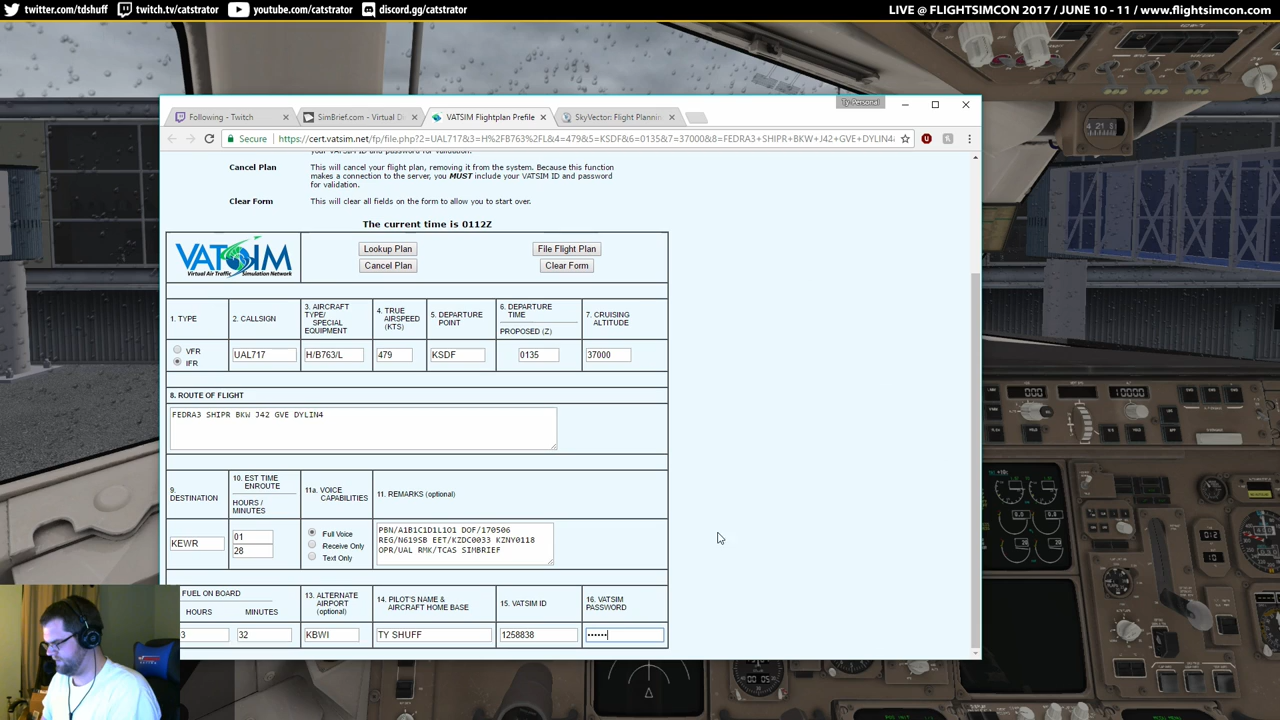 twitter.com/tdshuff twitch.tv/catstrator youtube.com/catstrator discord.gg/catstrator LIVE @ FLIGHTSIMCON 2017 / JUNE 10 - 11 / www.flightsimcon.com
Ty-Personal
Following - Twitch SimBrief.com - Virtual Di VATSIM Flightplan Prefile SkyVector: Flight Plannin
Secure https://cert.vatsim.net/fp/file.php?2=UAL717&3=H%2FB763%2FL&4=479&5=KSDF&6=0135&7=37000&8=FEDRA3+SHIPR+BKW+J42+GVE+DYLIN4
your VATSIM ID and password for validation.
Cancel Plan
This will cancel your flight plan, removing it from the system. Because this function
makes a connection to the server, you MUST include your VATSIM ID and password
for validation.
Clear Form
This will clear all fields on the form to allow you to start over.
The current time is 0112Z
VATSIM
Virtual Air Traffic Simulation Network
Lookup Plan File Flight Plan
Cancel Plan Clear Form
1. TYPE
VFR
IFR
2. CALLSIGN
UAL717
3. AIRCRAFT
TYPE/
SPECIAL
EQUIPMENT
H/B763/L
4. TRUE
AIRSPEED
(KTS)
479
5. DEPARTURE
POINT
KSDF
6. DEPARTURE
TIME
PROPOSED (Z)
0135
7. CRUISING
ALTITUDE
37000
8. ROUTE OF FLIGHT
FEDRA3 SHIPR BKW J42 GVE DYLIN4
9.
DESTINATION
KEWR
10. EST TIME
ENROUTE
HOURS /
MINUTES
01
28
11a. VOICE
CAPABILITIES
Full Voice
Receive Only
Text Only
11. REMARKS (optional)
PBN/A1B1C1D1L1O1 DOF/170506
REG/N619SB EET/KZDC0033 KZNY0118
OPR/UAL RMK/TCAS SIMBRIEF
FUEL ON BOARD
HOURS MINUTES
3 32
13. ALTERNATE
AIRPORT
(optional)
KBWI
14. PILOT'S NAME &
AIRCRAFT HOME BASE
TY SHUFF
15. VATSIM ID
1258838
16. VATSIM
PASSWORD
••••••